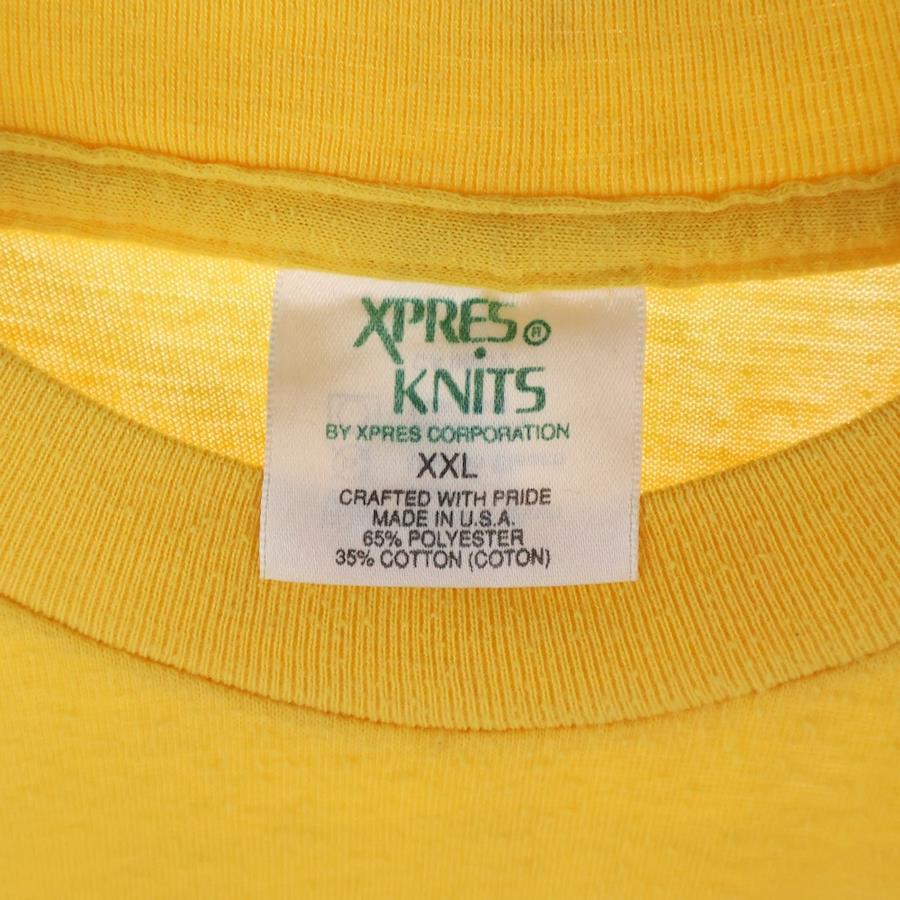 XPRES®
KNITS
BY XPRES CORPORATION
XXL
CRAFTED WITH PRIDE
MADE IN U.S.A.
65% POLYESTER
35% COTTON (COTON)